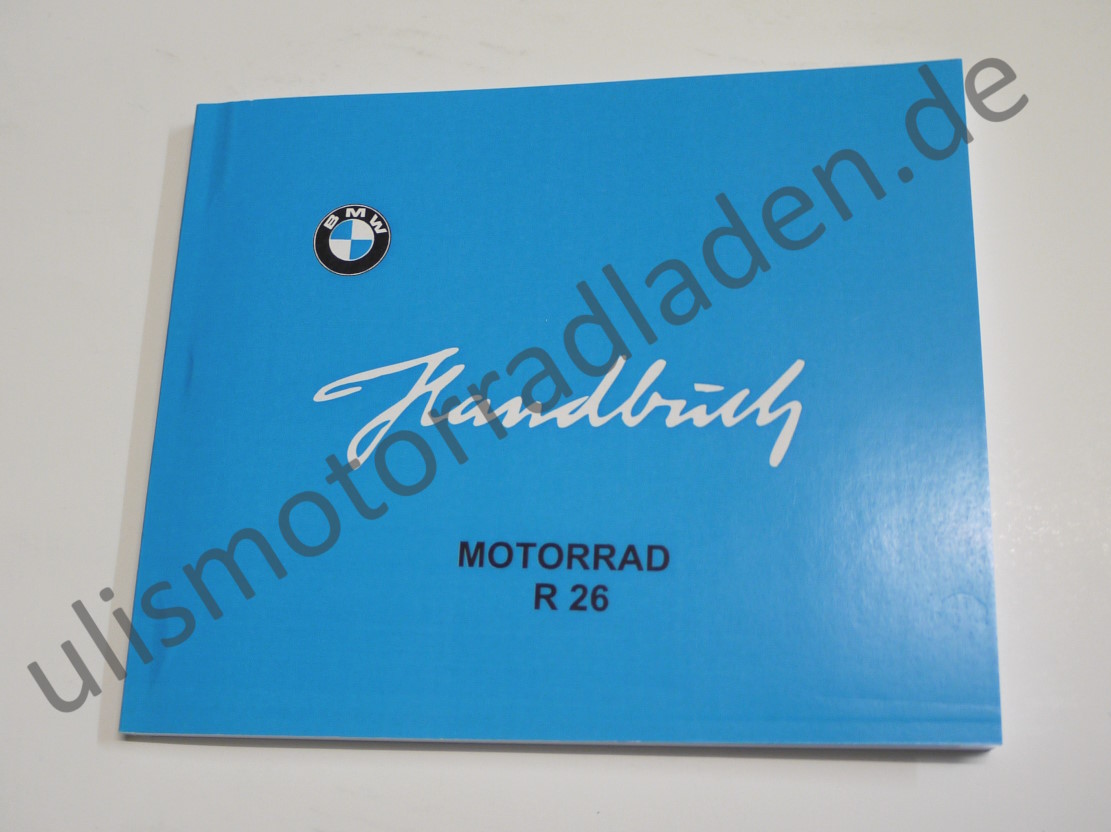 BMW
Handbuch
MOTORRAD
R 26
ulismotorradladen.de